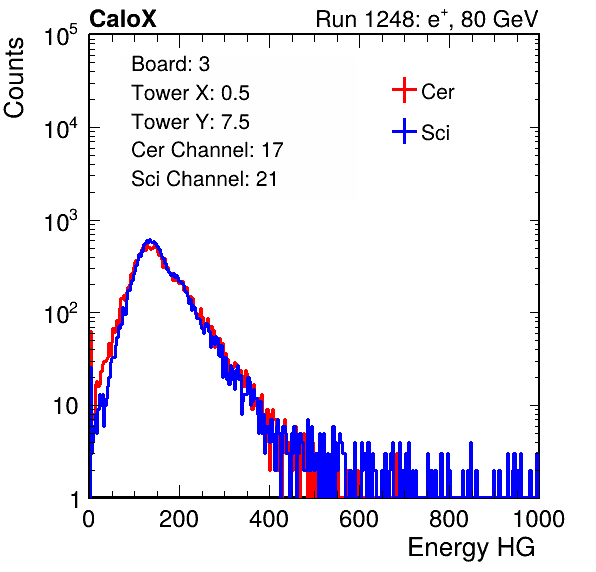 CaloX Run 1248: e⁺, 80 GeV
Counts
10⁵
10⁴
10³
10²
10
1
Board: 3
Tower X: 0.5
Tower Y: 7.5
Cer Channel: 17
Sci Channel: 21
Cer
Sci
0 200 400 600 800 1000
Energy HG